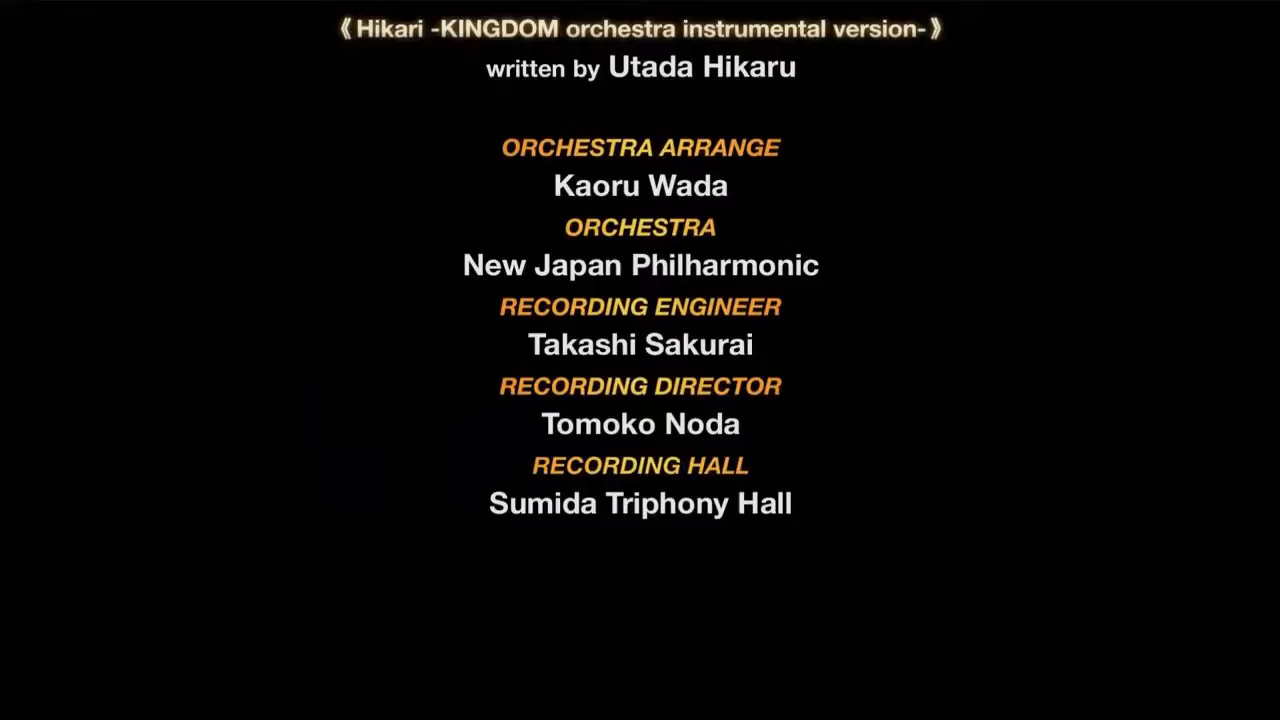 《Hikari -KINGDOM orchestra instrumental version-》
written by Utada Hikaru
ORCHESTRA ARRANGE
Kaoru Wada
ORCHESTRA
New Japan Philharmonic
RECORDING ENGINEER
Takashi Sakurai
RECORDING DIRECTOR
Tomoko Noda
RECORDING HALL
Sumida Triphony Hall